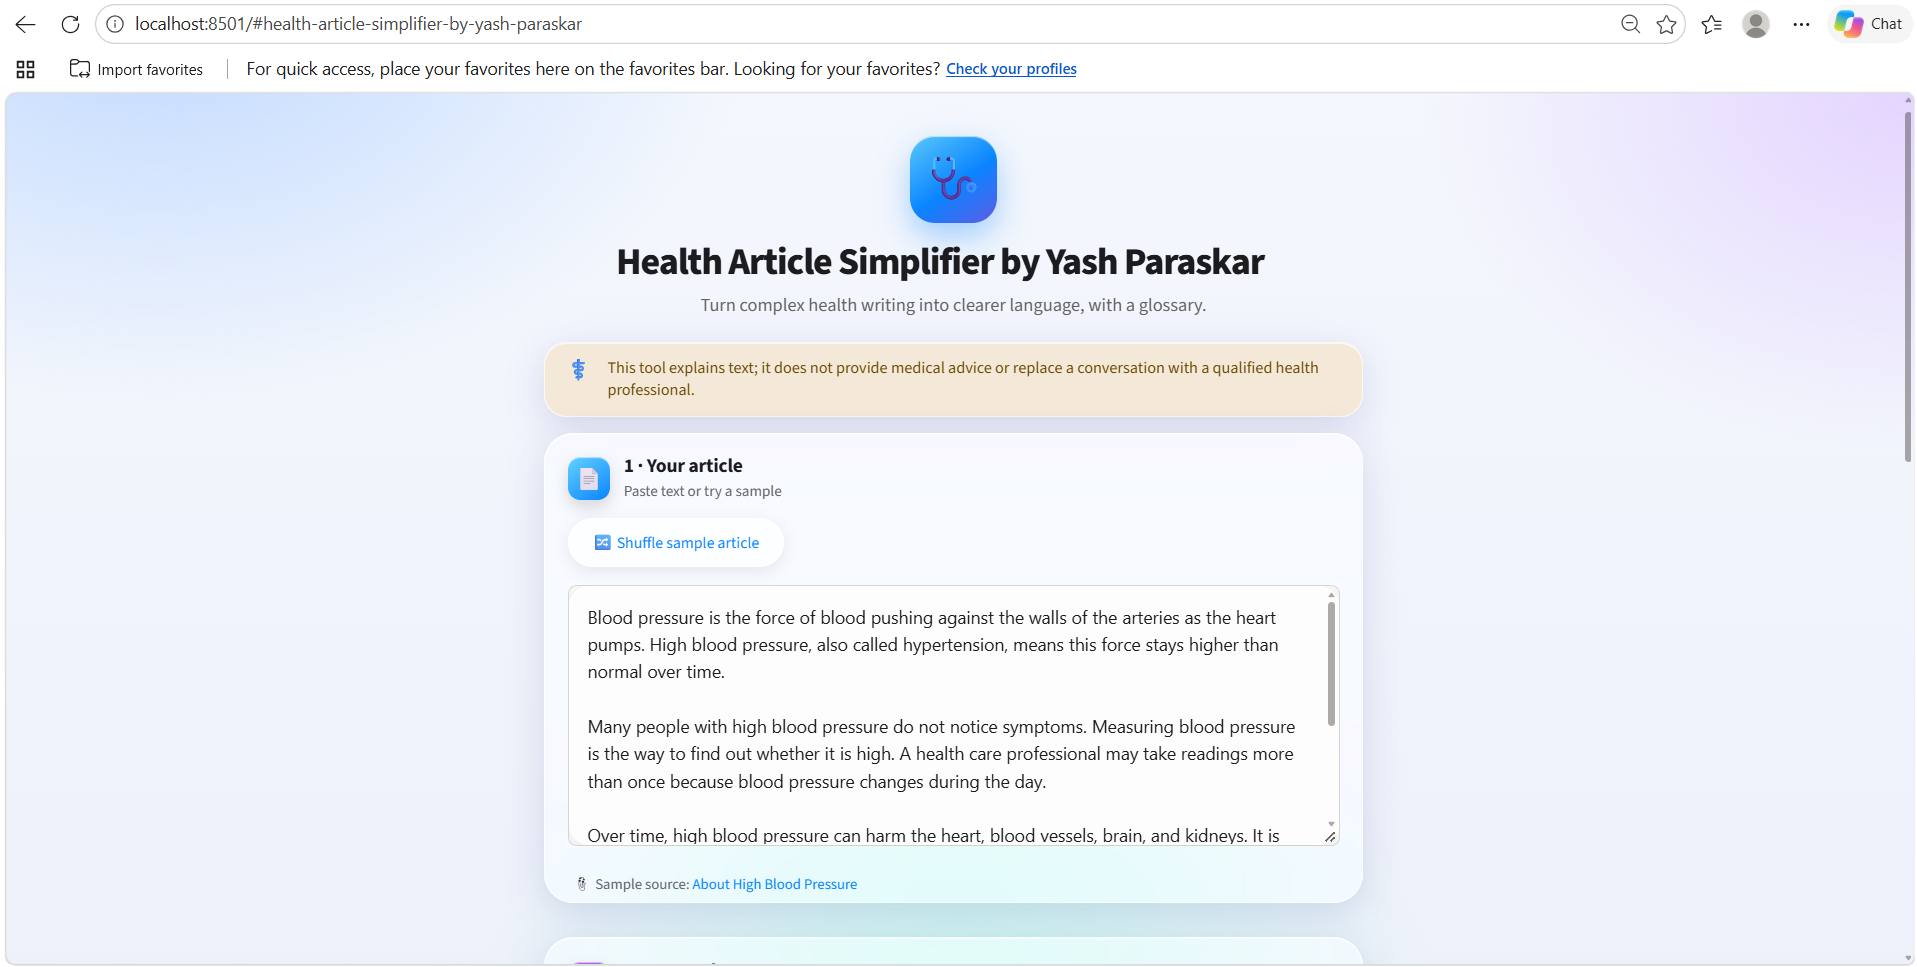 localhost:8501/#health-article-simplifier-by-yash-paraskar
Chat
Import favorites
For quick access, place your favorites here on the favorites bar. Looking for your favorites? Check your profiles
Health Article Simplifier by Yash Paraskar
Turn complex health writing into clearer language, with a glossary.
This tool explains text; it does not provide medical advice or replace a conversation with a qualified health
professional.
1 · Your article
Paste text or try a sample
Shuffle sample article
Blood pressure is the force of blood pushing against the walls of the arteries as the heart
pumps. High blood pressure, also called hypertension, means this force stays higher than
normal over time.
Many people with high blood pressure do not notice symptoms. Measuring blood pressure
is the way to find out whether it is high. A health care professional may take readings more
than once because blood pressure changes during the day.
Over time, high blood pressure can harm the heart, blood vessels, brain, and kidneys. It is
Sample source: About High Blood Pressure